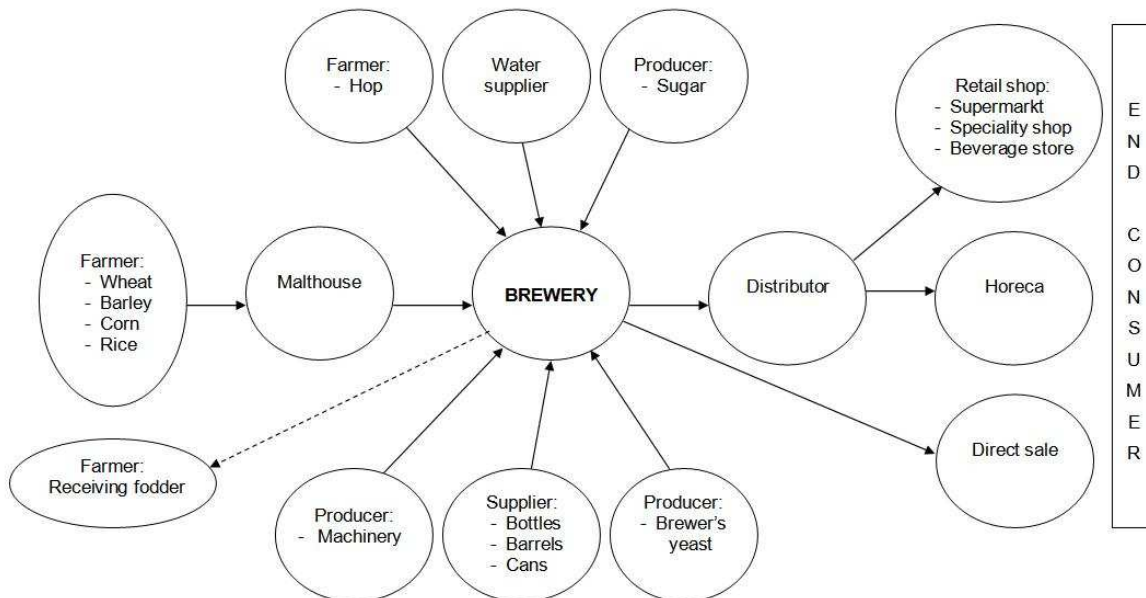 Farmer:
- Hop
Water
supplier
Producer:
- Sugar
Retail shop:
- Supermarkt
- Speciality shop
- Beverage store
Farmer:
- Wheat
- Barley
- Corn
- Rice
Malthouse
BREWERY
Distributor
Horeca
Farmer:
Receiving fodder
Producer:
- Machinery
Supplier:
- Bottles
- Barrels
- Cans
Producer:
- Brewer's
yeast
Direct sale
E
N
D
C
O
N
S
U
M
E
R